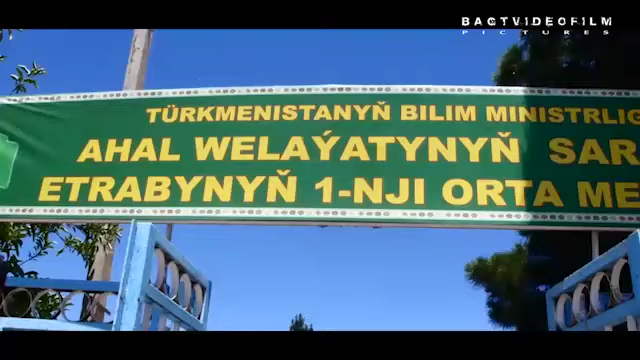 BAGTVIDEOFILM
PICTURES
TÜRKMENISTANYŇ BILIM MINISTRLIG
AHAL WELAÝATYNYŇ SAR
ETRABYNYŇ 1-NJI ORTA ME